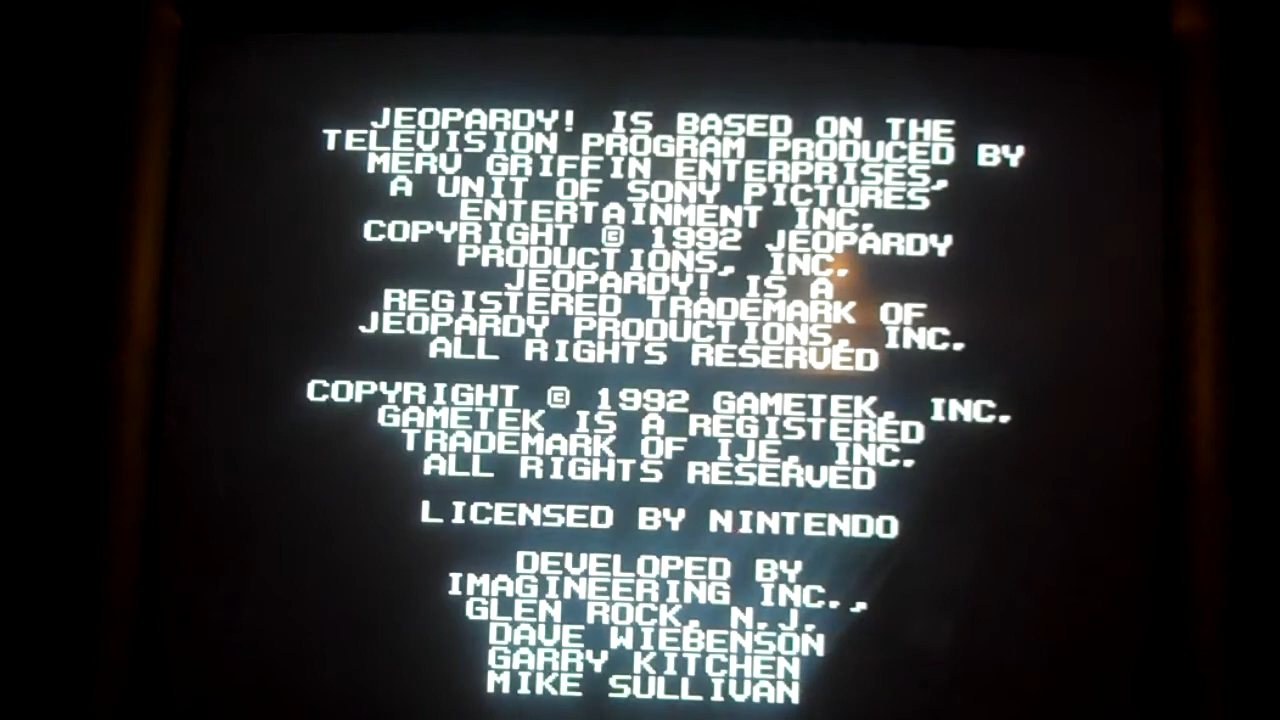 JEOPARDY! IS BASED ON THE
TELEVISION PROGRAM PRODUCED BY
MERV GRIFFIN ENTERPRISES,
A UNIT OF SONY PICTURES
ENTERTAINMENT INC.
COPYRIGHT © 1992 JEOPARDY
PRODUCTIONS, INC.
JEOPARDY! IS A
REGISTERED TRADEMARK OF
JEOPARDY PRODUCTIONS, INC.
ALL RIGHTS RESERVED
COPYRIGHT © 1992 GAMETEK, INC.
GAMETEK IS A REGISTERED
TRADEMARK OF IJE, INC.
ALL RIGHTS RESERVED
LICENSED BY NINTENDO
DEVELOPED BY
IMAGINEERING INC.,
GLEN ROCK, N.J.
DAVE WIEBENSON
GARRY KITCHEN
MIKE SULLIVAN